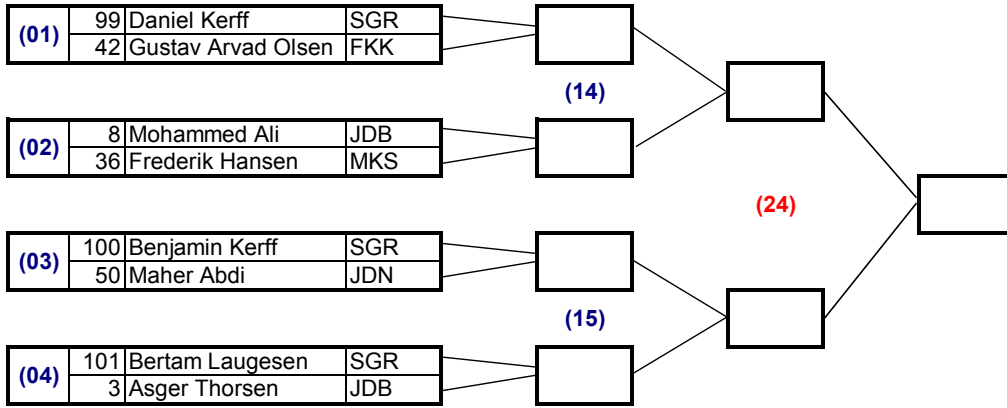 (01) 99 Daniel Kerff SGR
42 Gustav Arvad Olsen FKK
(14)
(02) 8 Mohammed Ali JDB
36 Frederik Hansen MKS
(24)
(03) 100 Benjamin Kerff SGR
50 Maher Abdi JDN
(15)
(04) 101 Bertam Laugesen SGR
3 Asger Thorsen JDB